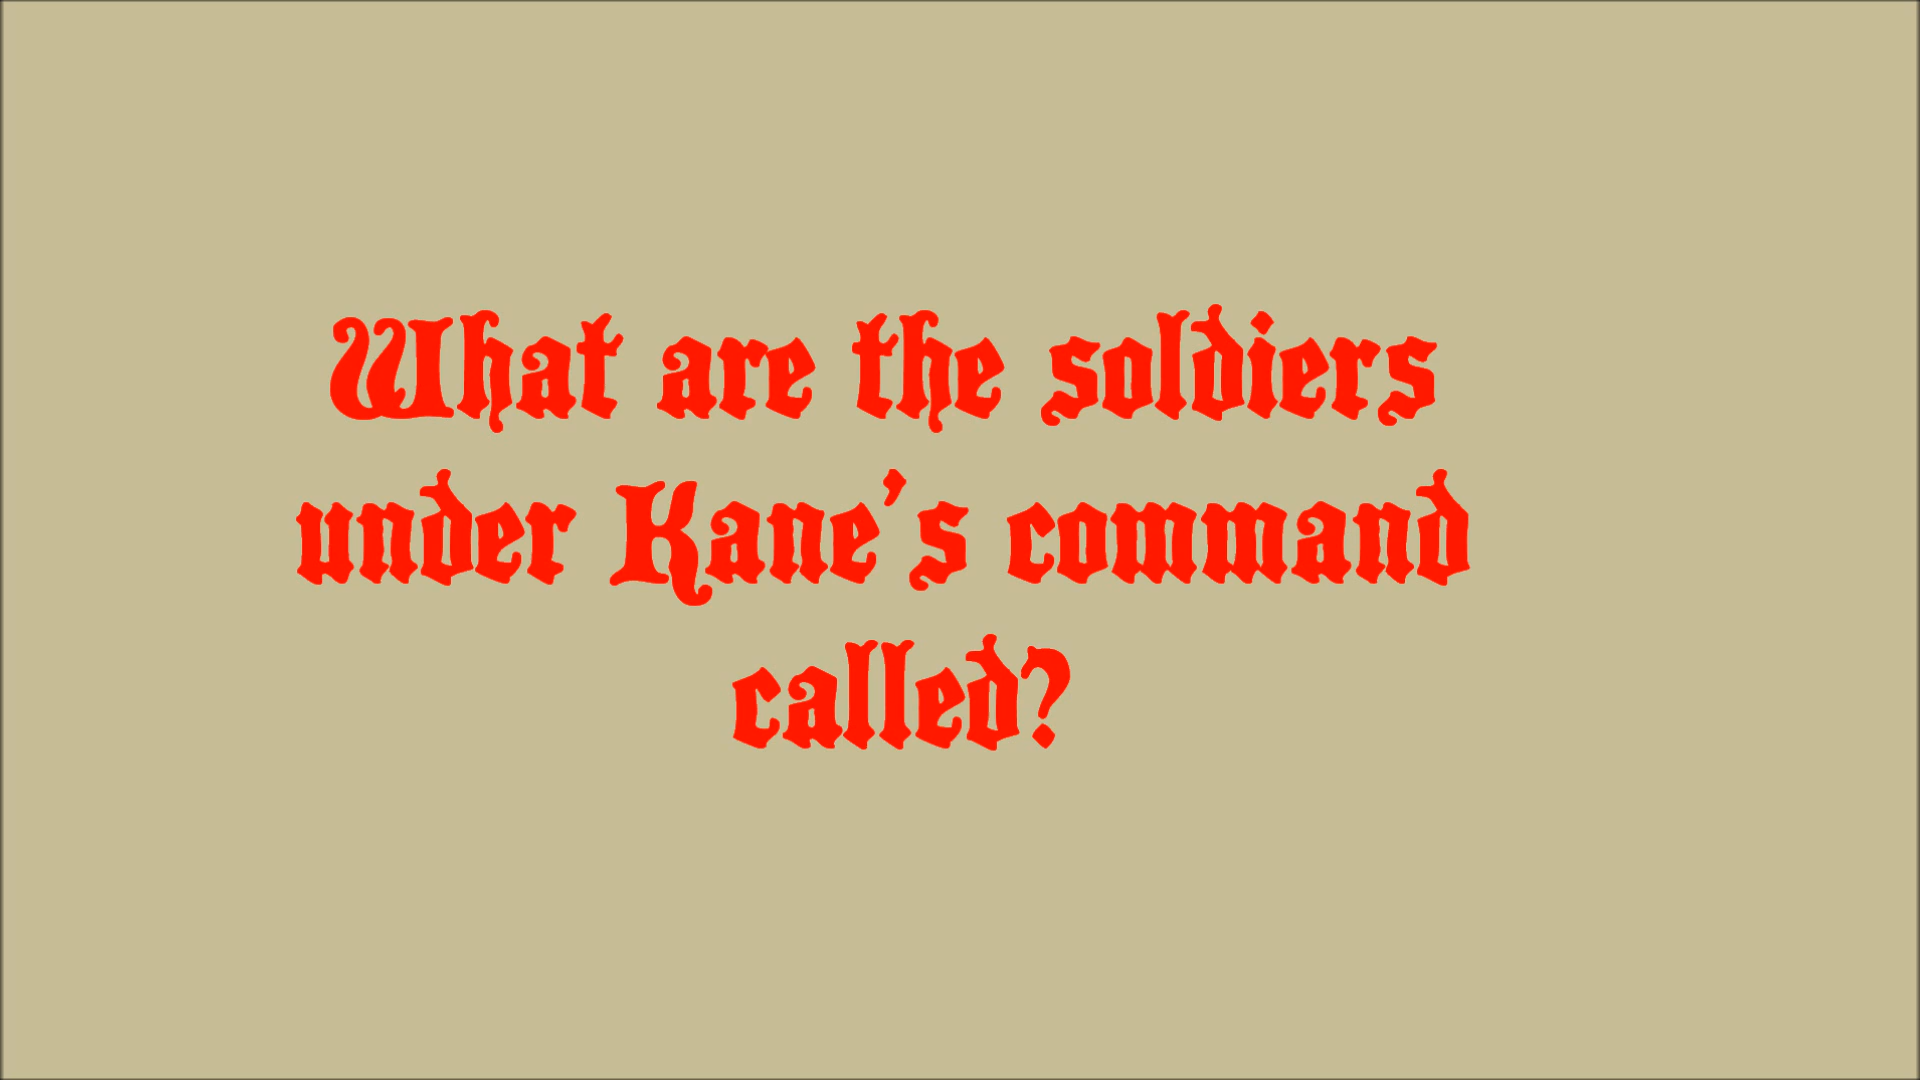 What are the soldiers
under Kane's command
called?